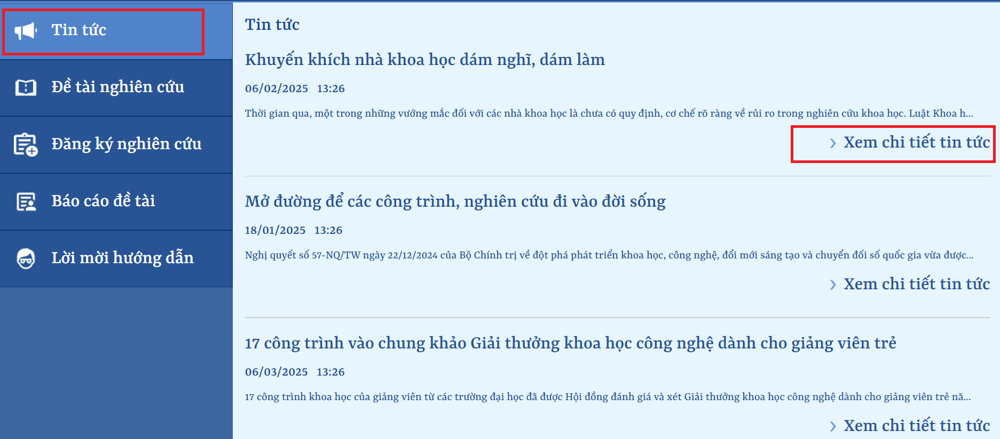 Tin tức
Đề tài nghiên cứu
Đăng ký nghiên cứu
Báo cáo đề tài
Lời mời hướng dẫn
Tin tức
Khuyến khích nhà khoa học dám nghĩ, dám làm
06/02/2025 13:26
Thời gian qua, một trong những vướng mắc đối với các nhà khoa học là chưa có quy định, cơ chế rõ ràng về rủi ro trong nghiên cứu khoa học. Luật Khoa h...
Xem chi tiết tin tức
Mở đường để các công trình, nghiên cứu đi vào đời sống
18/01/2025 13:26
Nghị quyết số 57-NQ/TW ngày 22/12/2024 của Bộ Chính trị về đột phá phát triển khoa học, công nghệ, đổi mới sáng tạo và chuyển đối số quốc gia vừa được...
Xem chi tiết tin tức
17 công trình vào chung khảo Giải thưởng khoa học công nghệ dành cho giảng viên trẻ
06/03/2025 13:26
17 công trình khoa học của giảng viên từ các trường đại học đã được Hội đồng đánh giá và xét Giải thưởng khoa học công nghệ dành cho giảng viên trẻ nă...
Xem chi tiết tin tức